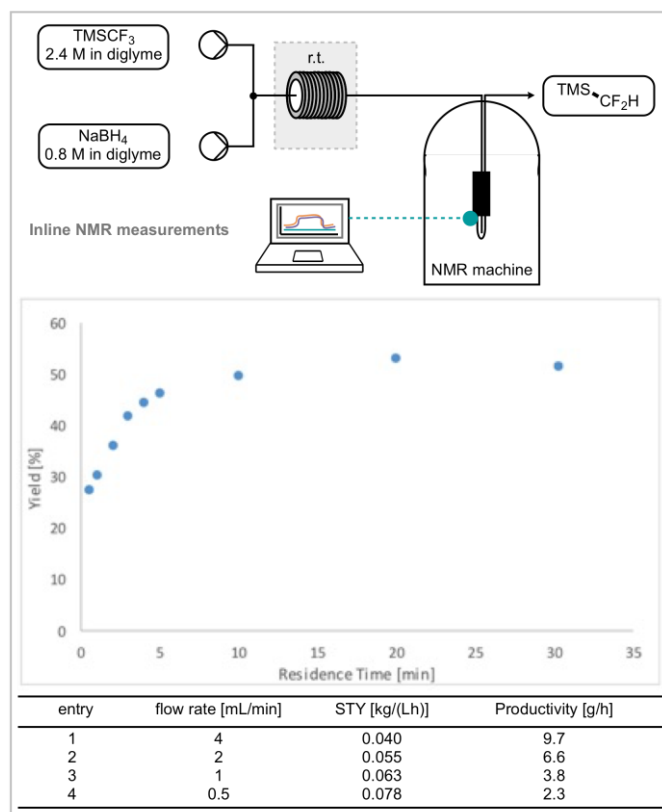 TMSCF₃
2.4 M in diglyme
r.t.
TMS
CF₂H
NaBH₄
0.8 M in diglyme
Inline NMR measurements
NMR machine
60
50
40
30
20
10
0
Yield [%]
0 5 10 15 20 25 30 35
Residence Time [min]
entry flow rate [mL/min] STY [kg/(Lh)] Productivity [g/h]
1 4 0.040 9.7
2 2 0.055 6.6
3 1 0.063 3.8
4 0.5 0.078 2.3